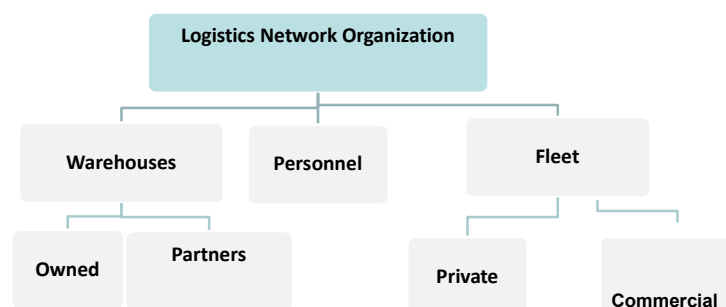 Logistics Network Organization
Warehouses
Personnel
Fleet
Owned
Partners
Private
Commercial